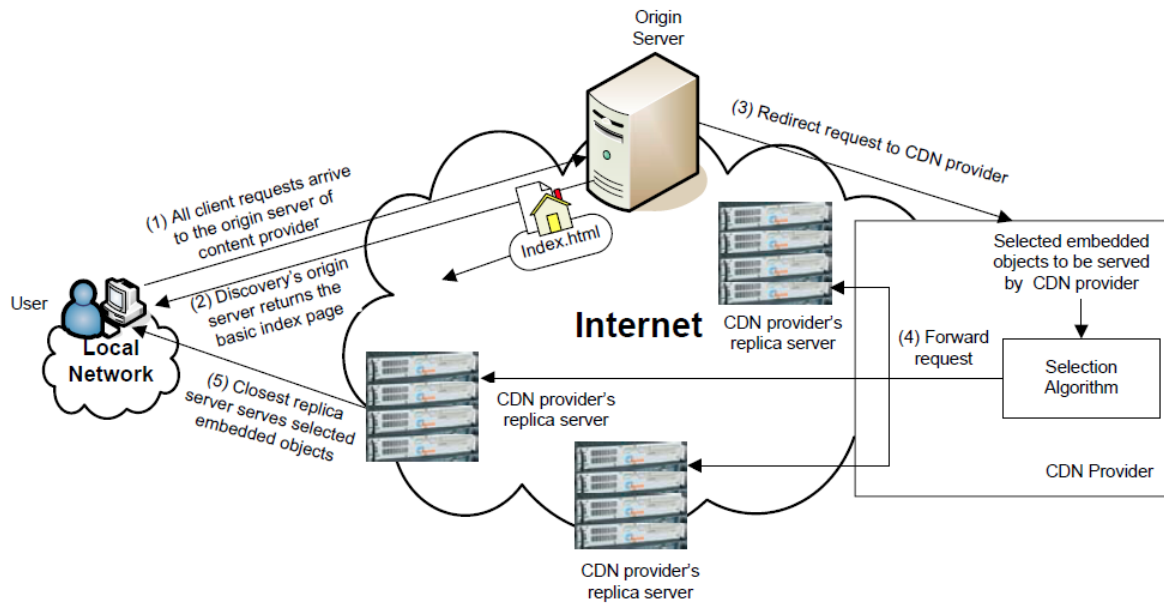 Origin
Server
(3) Redirect request to CDN provider
(1) All client requests arrive
to the origin server of
content provider
Index.html
Selected embedded
objects to be served
by CDN provider
User
(2) Discovery's origin
server returns the
basic index page
Internet
CDN provider's
replica server
(4) Forward
request
Local
Network
Selection
Algorithm
(5) Closest replica
server serves selected
embedded objects
CDN provider's
replica server
CDN Provider
CDN provider's
replica server